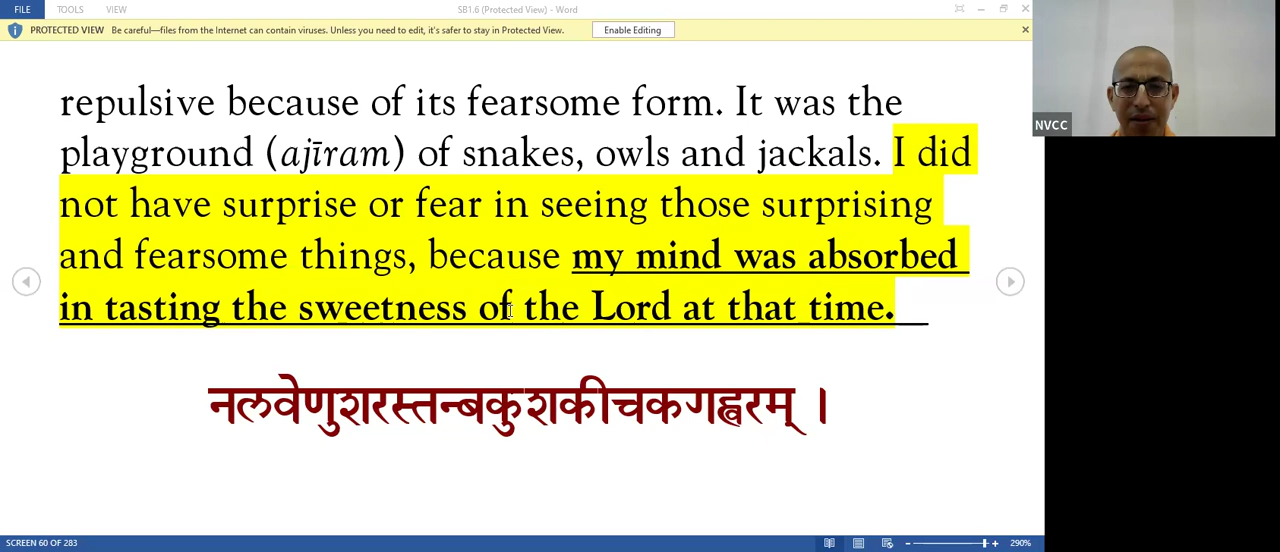 FILE TOOLS VIEW SB1.6 (Protected View) - Word
PROTECTED VIEW Be careful—files from the Internet can contain viruses. Unless you need to edit, it's safer to stay in Protected View. Enable Editing
NVCC
repulsive because of its fearsome form. It was the
playground (ajīram) of snakes, owls and jackals. I did
not have surprise or fear in seeing those surprising
and fearsome things, because my mind was absorbed
in tasting the sweetness of the Lord at that time.
नलवेणुशरस्तन्बकुशकीचकगह्वरम् ।
SCREEN 60 OF 283 290%